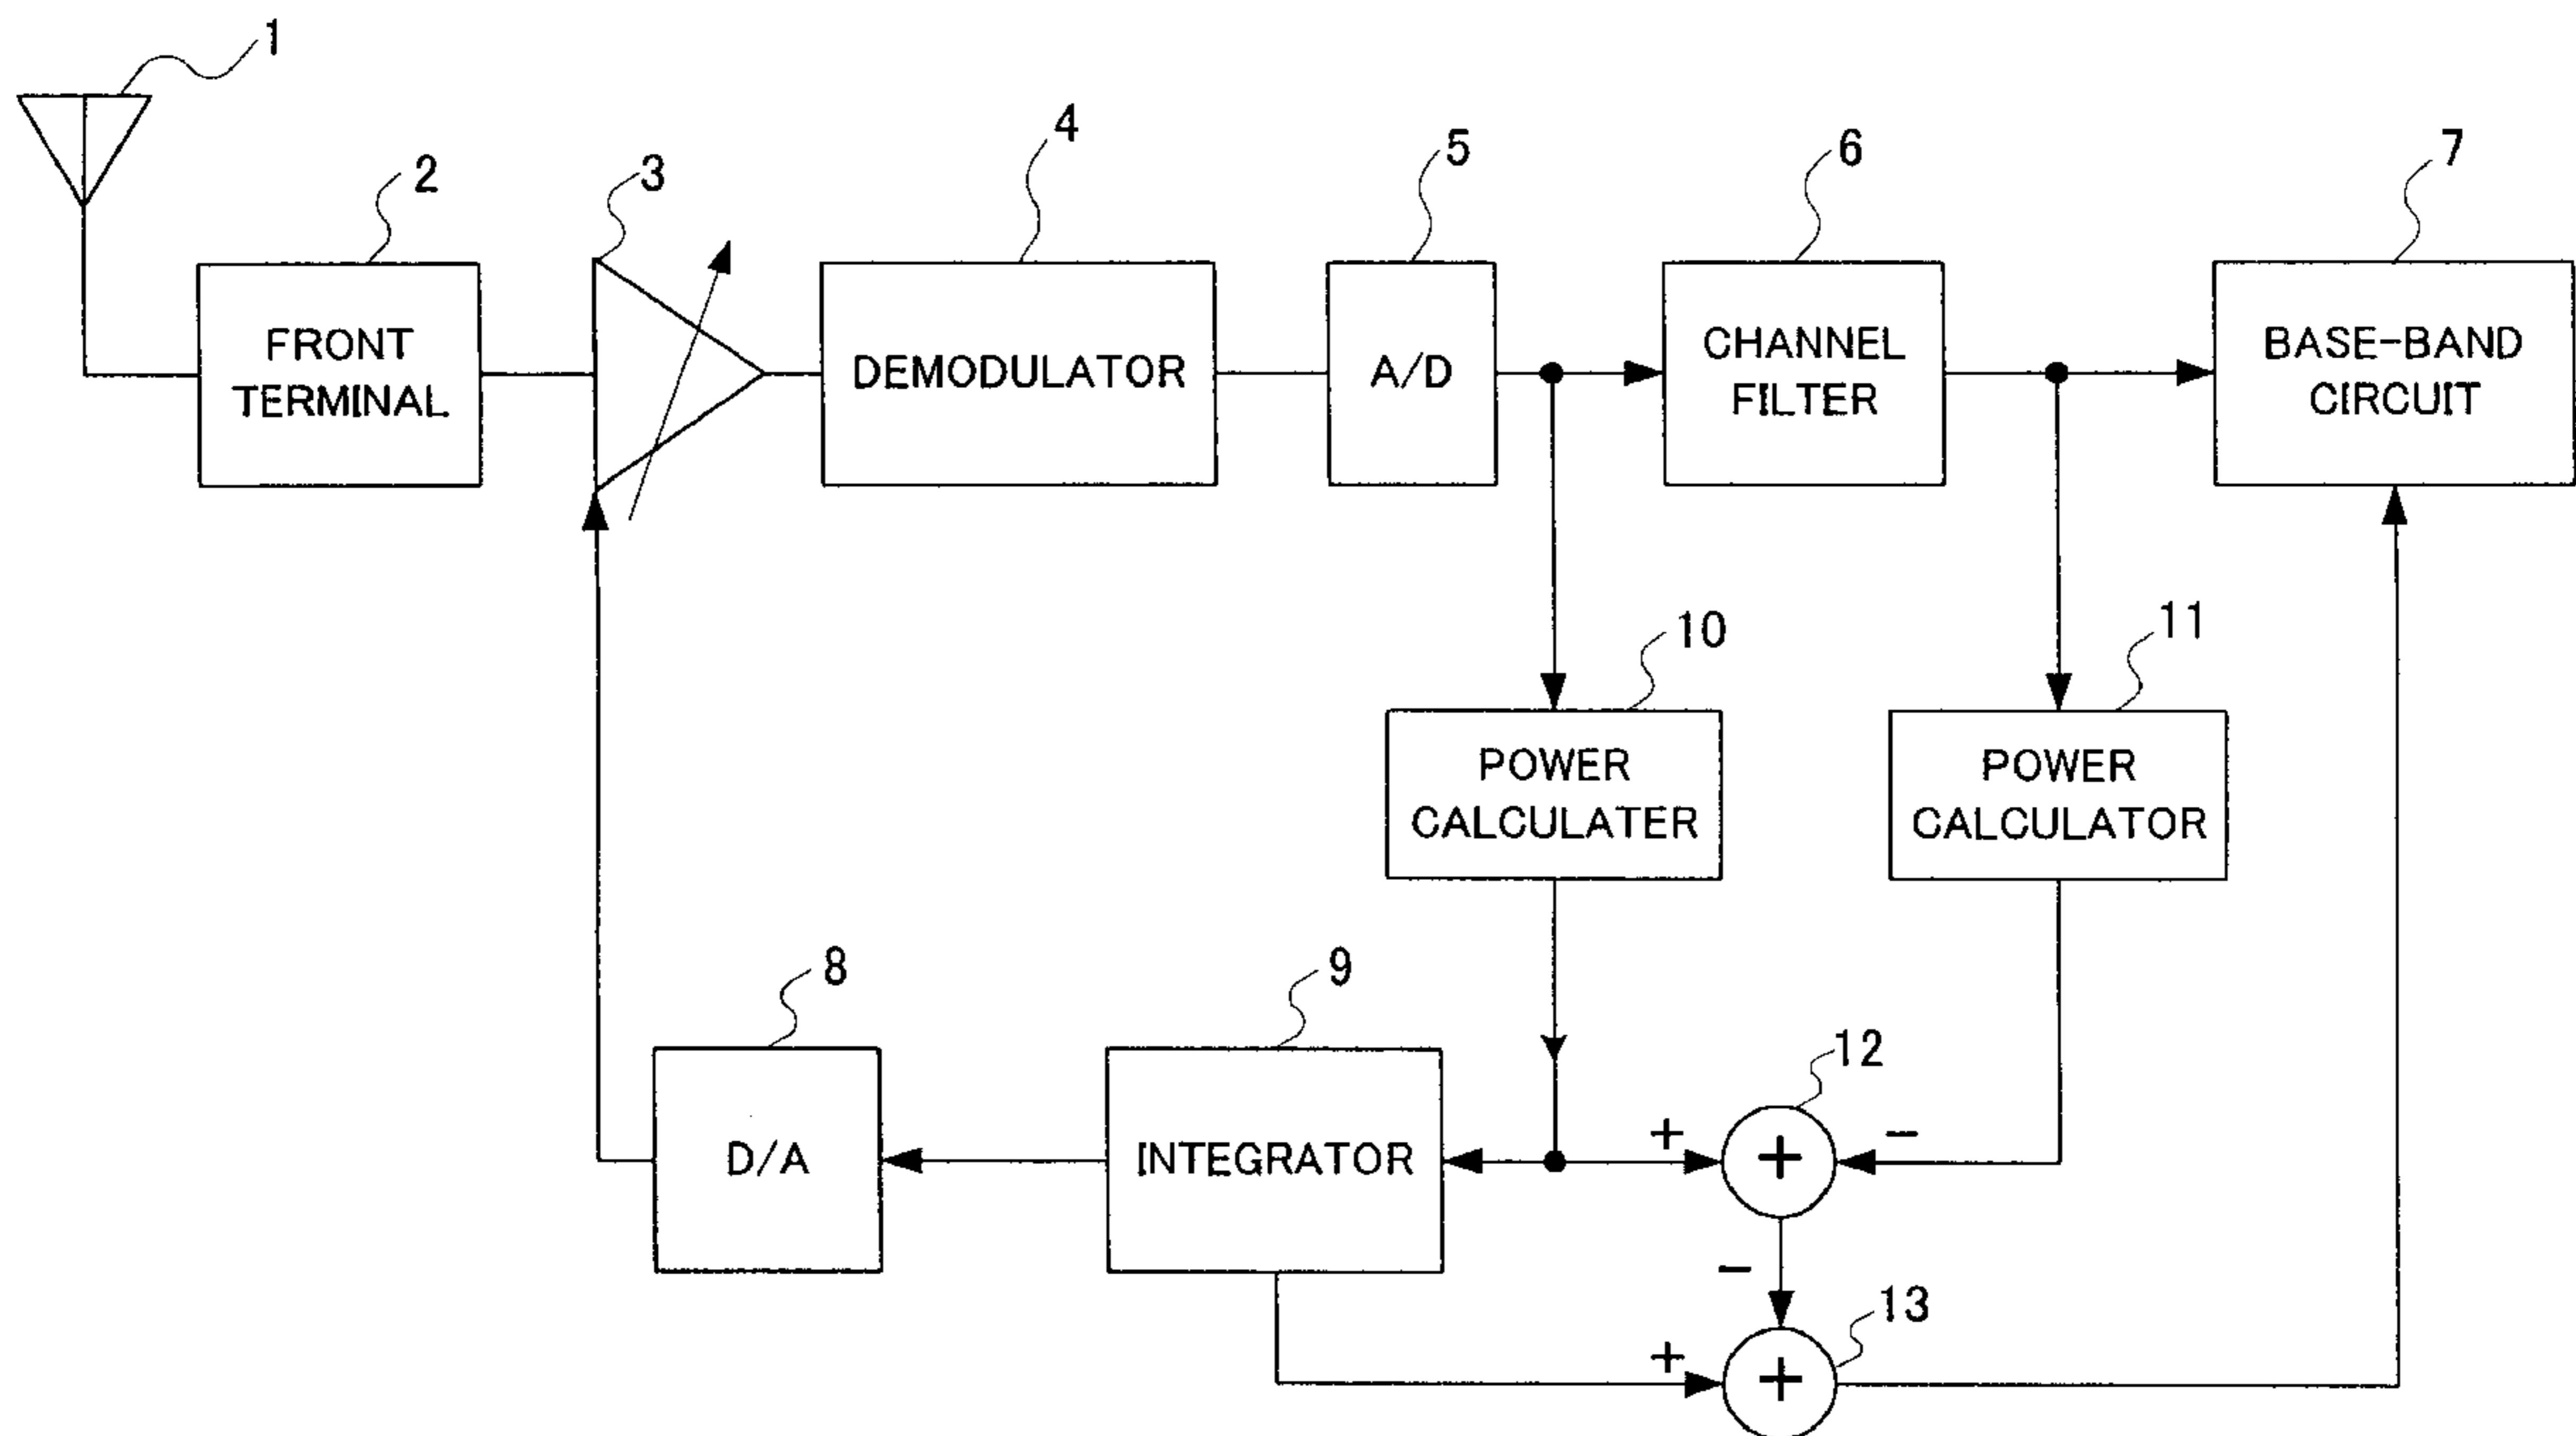 1
2
3
4
5
6
7
FRONT
TERMINAL
DEMODULATOR
A/D
CHANNEL
FILTER
BASE-BAND
CIRCUIT
10
11
POWER
CALCULATER
POWER
CALCULATOR
8
9
12
D/A
INTEGRATOR
+
+
−
−
13
+
+